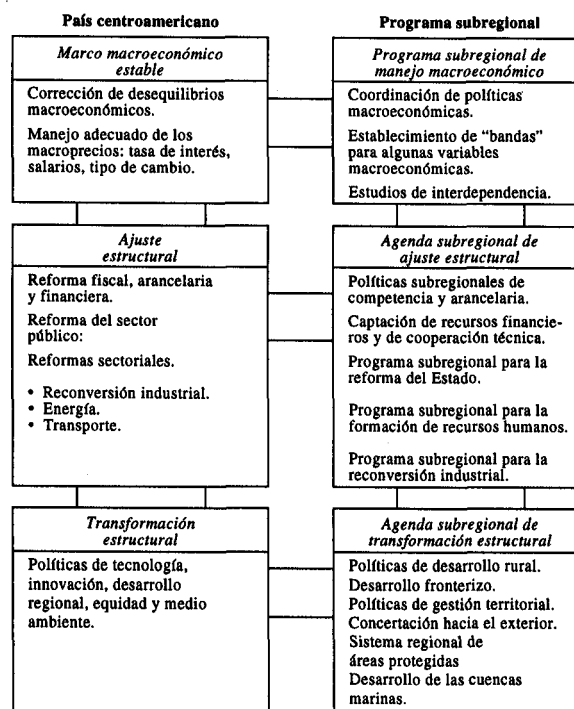 País centroamericano
Marco macroeconómico
estable
Corrección de desequilibrios
macroeconómicos.
Manejo adecuado de los
macroprecios: tasa de interés,
salarios, tipo de cambio.
Ajuste
estructural
Reforma fiscal, arancelaria
y financiera.
Reforma del sector
público:
Reformas sectoriales.
• Reconversión industrial.
• Energía.
• Transporte.
Transformación
estructural
Políticas de tecnología,
innovación, desarrollo
regional, equidad y medio
ambiente.
Programa subregional
Programa subregional de
manejo macroeconómico
Coordinación de políticas
macroeconómicas.
Establecimiento de "bandas"
para algunas variables
macroeconómicas.
Estudios de interdependencia.
Agenda subregional de
ajuste estructural
Políticas subregionales de
competencia y arancelaria.
Captación de recursos financie-
ros y de cooperación técnica.
Programa subregional para la
reforma del Estado.
Programa subregional para la
formación de recursos humanos.
Programa subregional para la
reconversión industrial.
Agenda subregional de
transformación estructural
Políticas de desarrollo rural.
Desarrollo fronterizo.
Políticas de gestión territorial.
Concertación hacia el exterior.
Sistema regional de
áreas protegidas
Desarrollo de las cuencas
marinas.